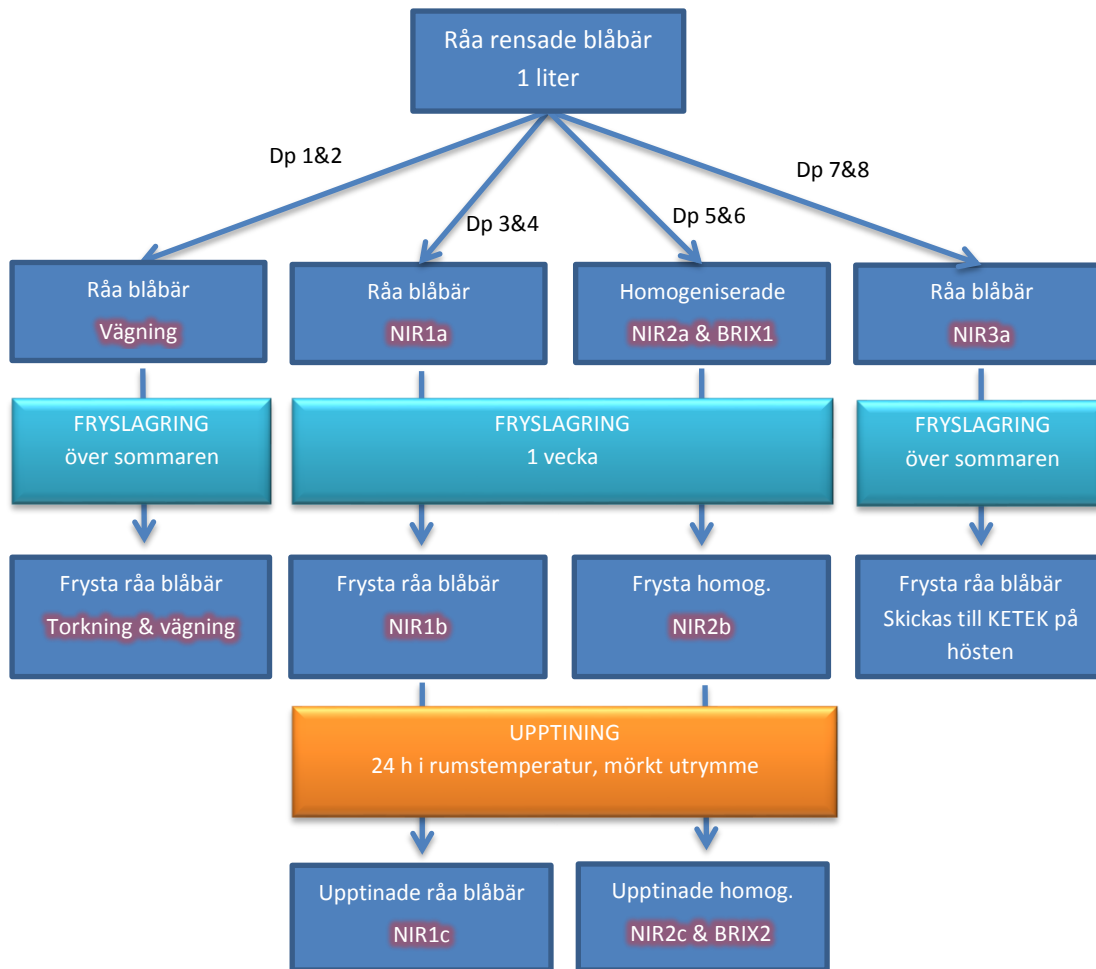 Råa rensade blåbär
1 liter
Dp 1&2
Dp 3&4
Dp 5&6
Dp 7&8
Råa blåbär
Vägning
Råa blåbär
NIR1a
Homogeniserade
NIR2a & BRIX1
Råa blåbär
NIR3a
FRYSLAGRING
över sommaren
FRYSLAGRING
1 vecka
FRYSLAGRING
över sommaren
Frysta råa blåbär
Torkning & vägning
Frysta råa blåbär
NIR1b
Frysta homog.
NIR2b
Frysta råa blåbär
Skickas till KETEK på
hösten
UPPTINING
24 h i rumstemperatur, mörkt utrymme
Upptinade råa blåbär
NIR1c
Upptinade homog.
NIR2c & BRIX2